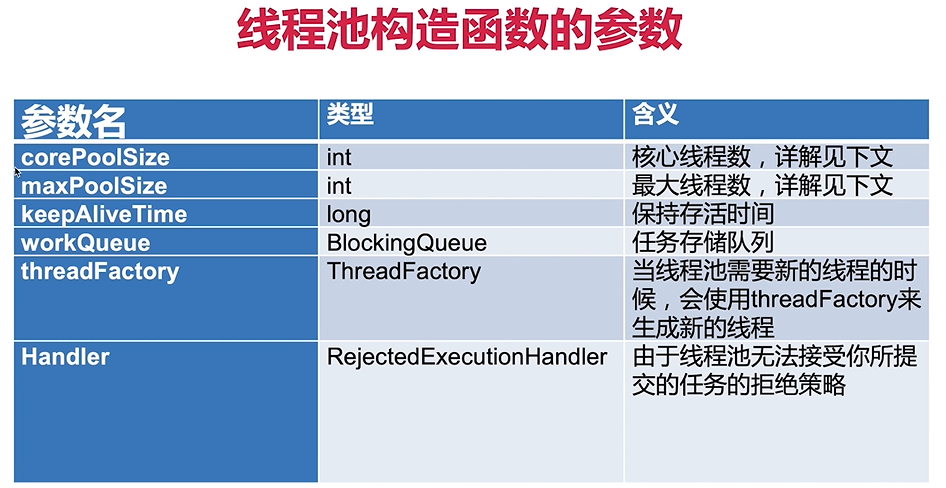 线程池构造函数的参数
参数名 类型 含义
corePoolSize int 核心线程数，详解见下文
maxPoolSize int 最大线程数，详解见下文
keepAliveTime long 保持存活时间
workQueue BlockingQueue 任务存储队列
threadFactory ThreadFactory 当线程池需要新的线程的时
候，会使用threadFactory来
生成新的线程
Handler RejectedExecutionHandler 由于线程池无法接受你所提
交的任务的拒绝策略